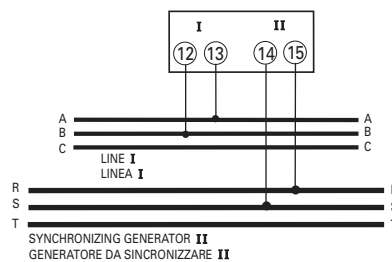 I II
12 13 14 15
A A
B B
C C
LINE I
LINEA I
R
S
T
SYNCHRONIZING GENERATOR II
GENERATORE DA SINCRONIZZARE II